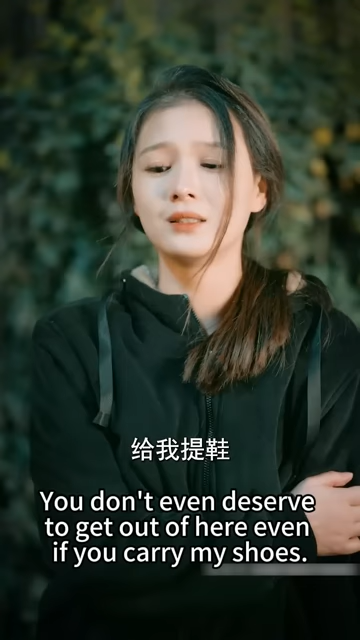 给我提鞋
You don't even deserve
to get out of here even
if you carry my shoes.